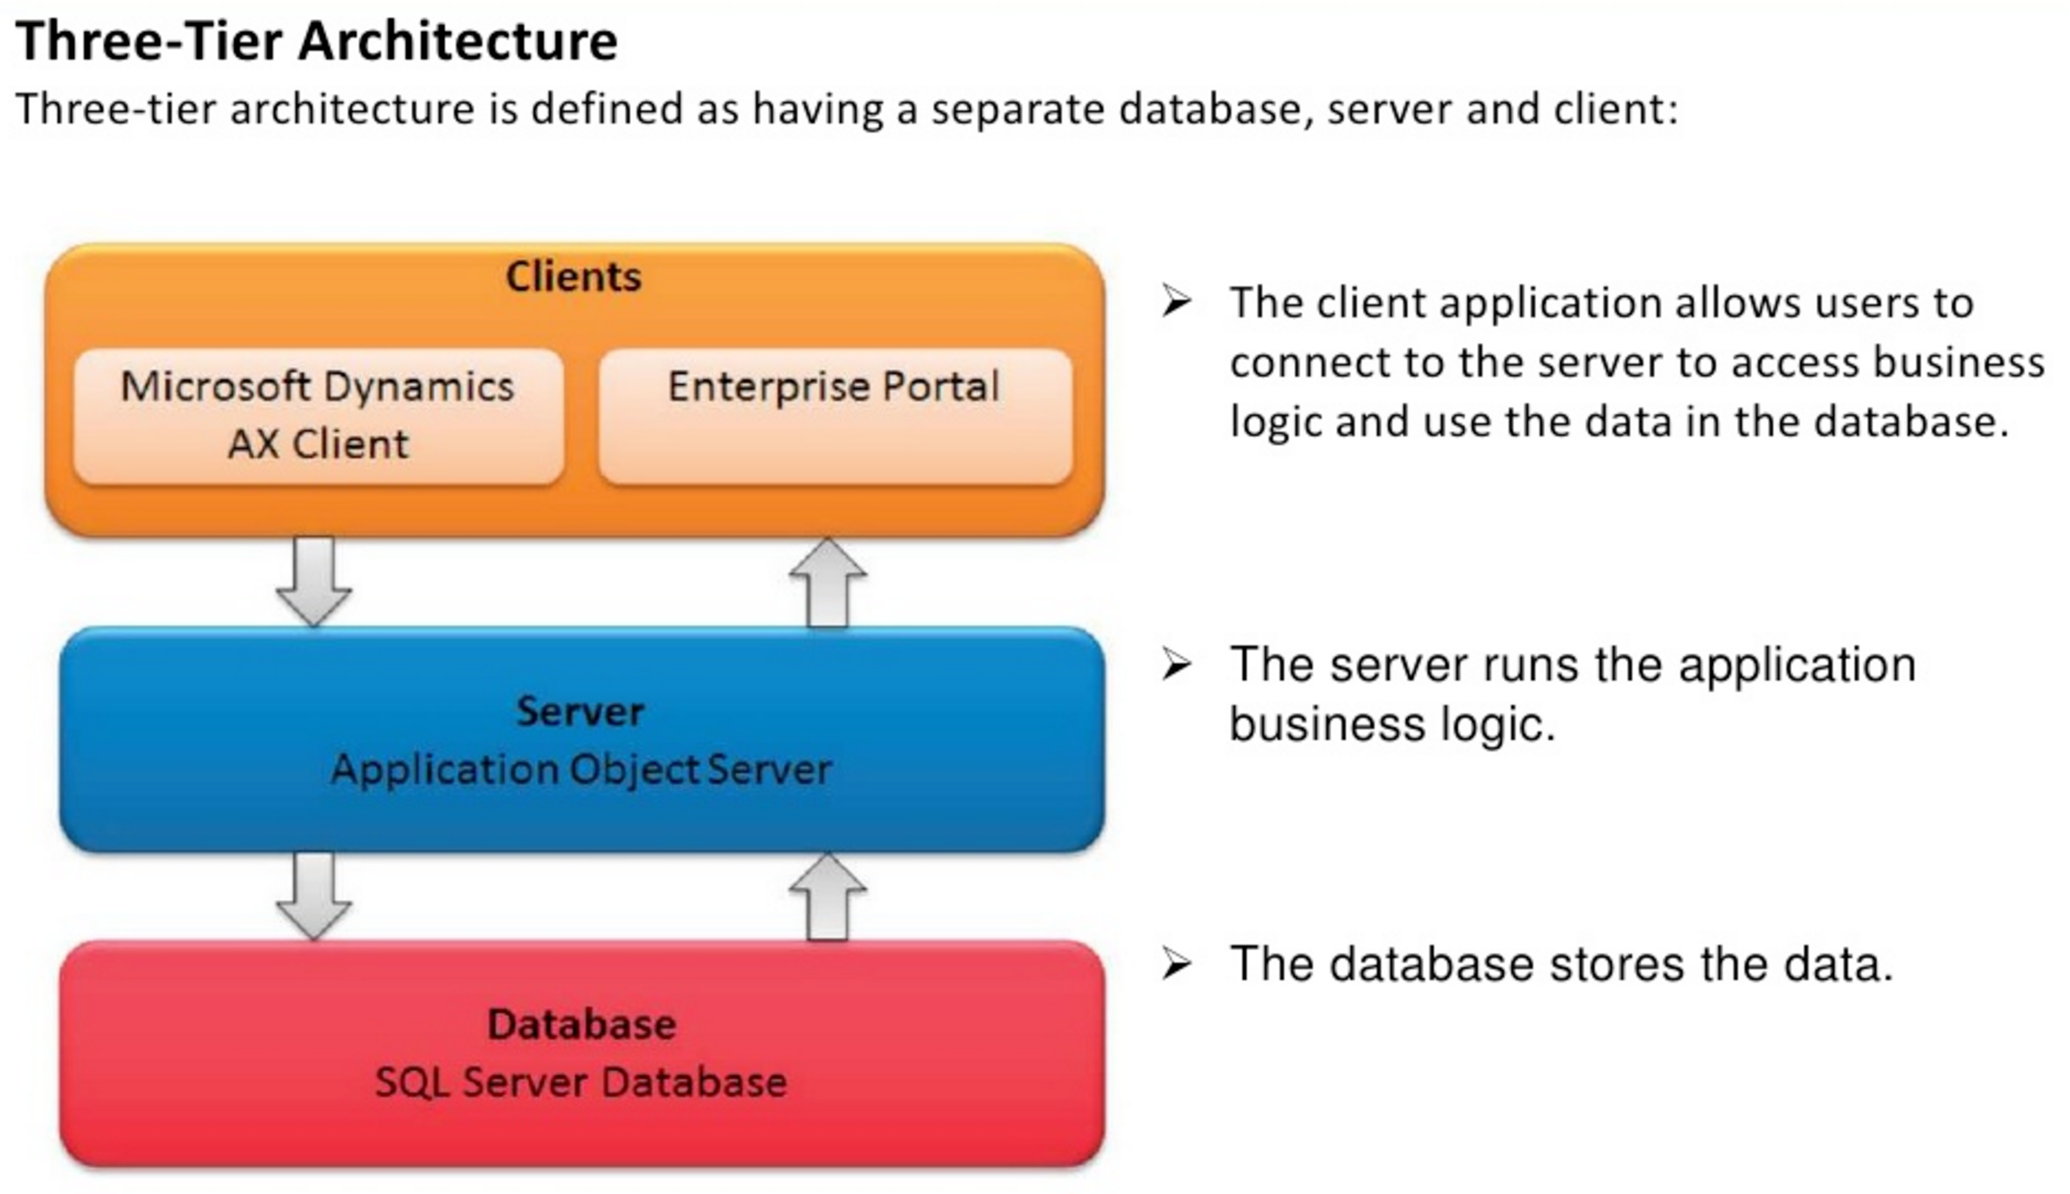 Three-Tier Architecture
Three-tier architecture is defined as having a separate database, server and client:
Clients
Microsoft Dynamics
AX Client
Enterprise Portal
➢ The client application allows users to
connect to the server to access business
logic and use the data in the database.
Server
Application Object Server
➢ The server runs the application
business logic.
Database
SQL Server Database
➢ The database stores the data.